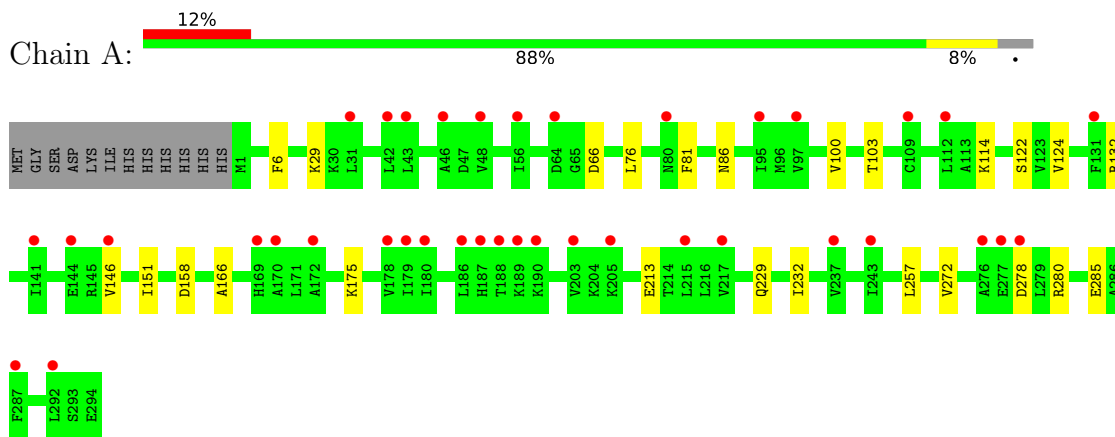 12%
Chain A:
88% 8% •
MET GLY SER ASP LYS ILE HIS HIS HIS HIS HIS HIS M1 F6 K29 K30 L31 L42 L43 A46 D47 V48 I56 D64 G65 D66 L76 N80 F81 N86 I95 M96 V97 V100 T103 C109 L112 A113 K114 S122 V123 V124 F131 R132
I141 E144 R145 V146 I151 D158 A166 H169 A170 L171 A172 K175 V178 I179 I180 L186 H187 T188 K189 K190 V203 K204 K205 E213 T214 L215 L216 V217 Q229 I232 V237 I243 L257 V272 A276 E277 D278 L279 R280 E285 A286
F287 L292 S293 E294